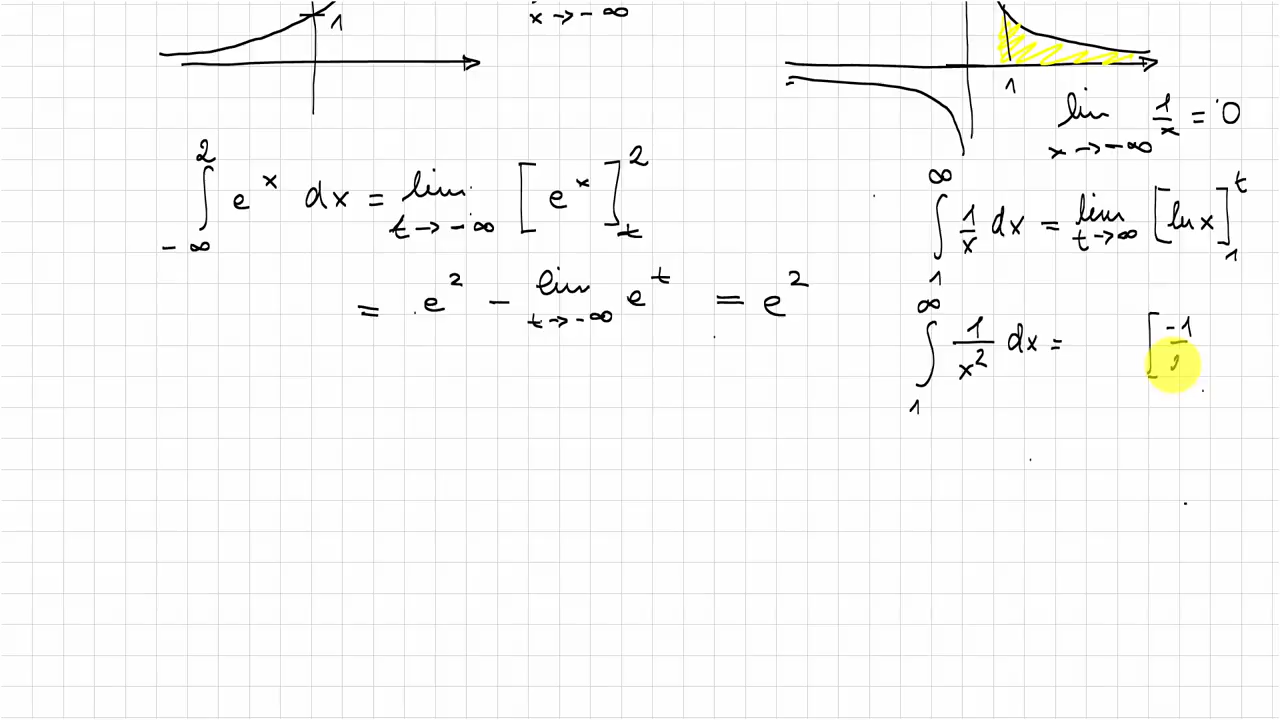 1
x → -∞
1
lim_{x → -∞} 1/x = 0
∫_{-∞}^{2} e^x dx = lim_{t → -∞} [e^x]_t^2
= e^2 - lim_{t → -∞} e^t = e^2
∫_1^∞ 1/x dx = lim_{t → ∞} [ln x]_1^t
∫_1^∞ 1/x^2 dx = [-1/